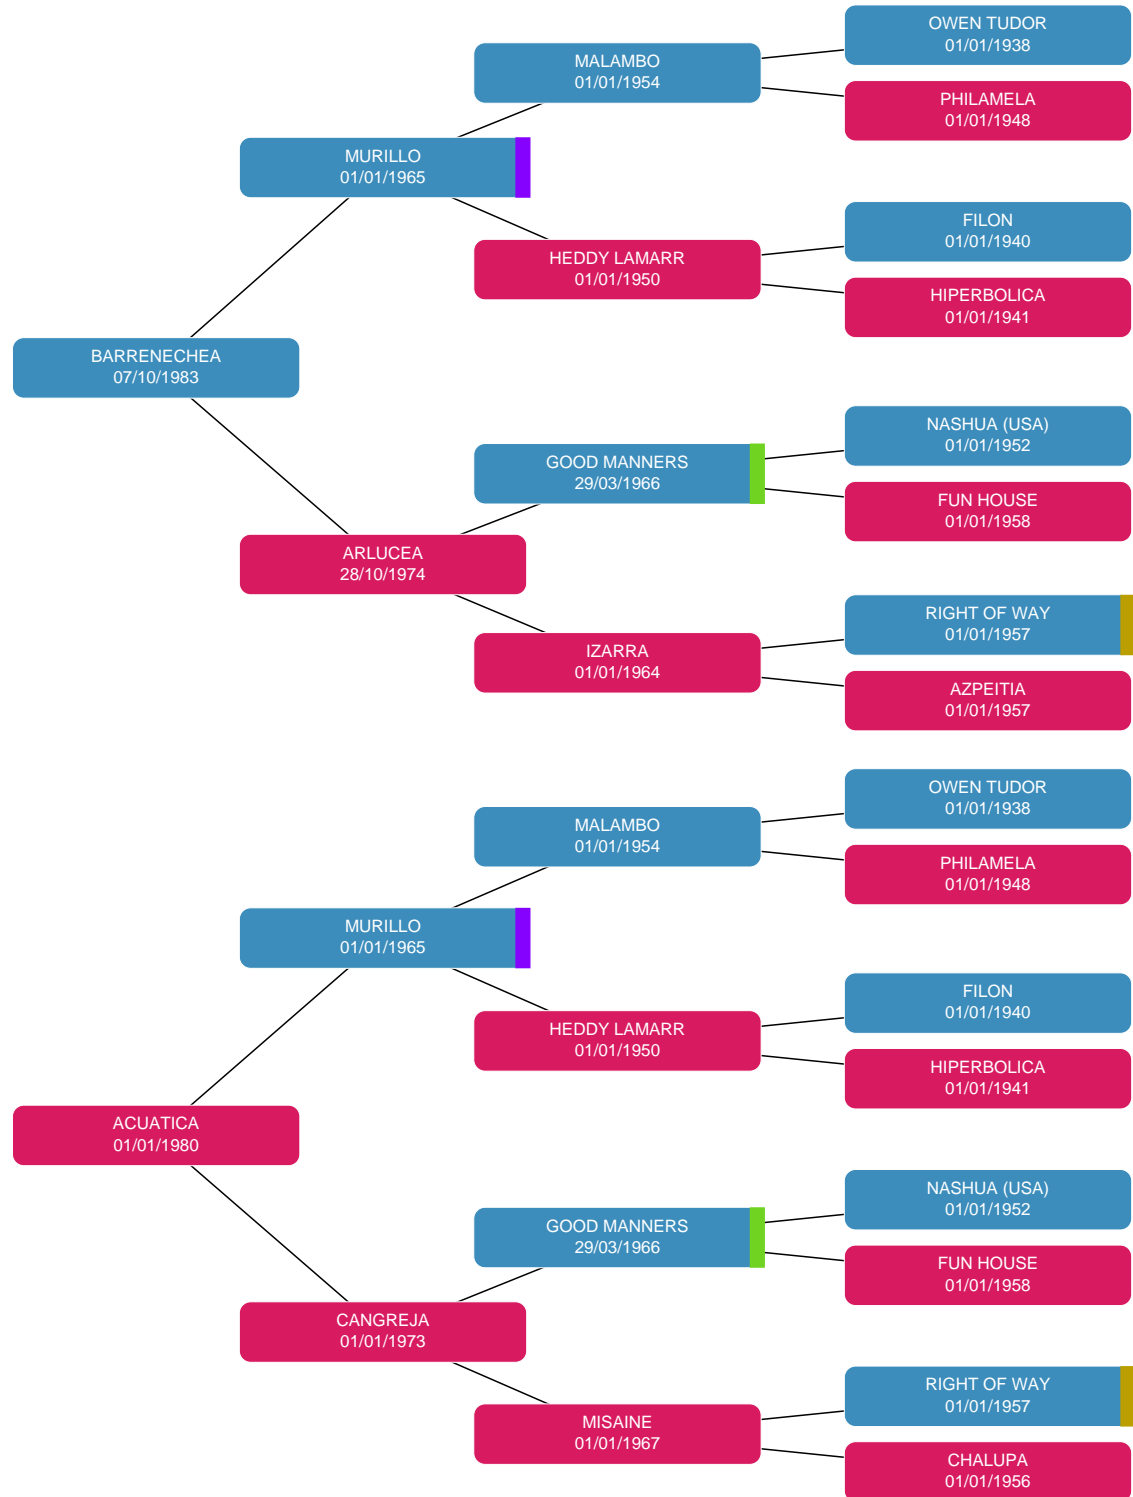 OWEN TUDOR
01/01/1938
MALAMBO
01/01/1954
PHILAMELA
01/01/1948
MURILLO
01/01/1965
FILON
01/01/1940
HEDDY LAMARR
01/01/1950
HIPERBOLICA
01/01/1941
BARRENECHEA
07/10/1983
NASHUA (USA)
01/01/1952
GOOD MANNERS
29/03/1966
FUN HOUSE
01/01/1958
ARLUCEA
28/10/1974
RIGHT OF WAY
01/01/1957
IZARRA
01/01/1964
AZPEITIA
01/01/1957
OWEN TUDOR
01/01/1938
MALAMBO
01/01/1954
PHILAMELA
01/01/1948
MURILLO
01/01/1965
FILON
01/01/1940
HEDDY LAMARR
01/01/1950
HIPERBOLICA
01/01/1941
ACUATICA
01/01/1980
NASHUA (USA)
01/01/1952
GOOD MANNERS
29/03/1966
FUN HOUSE
01/01/1958
CANGREJA
01/01/1973
RIGHT OF WAY
01/01/1957
MISAINE
01/01/1967
CHALUPA
01/01/1956